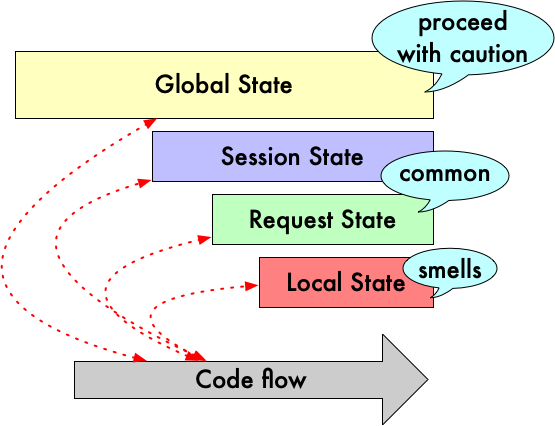 proceed
with caution
Global State
Session State
common
Request State
smells
Local State
Code flow